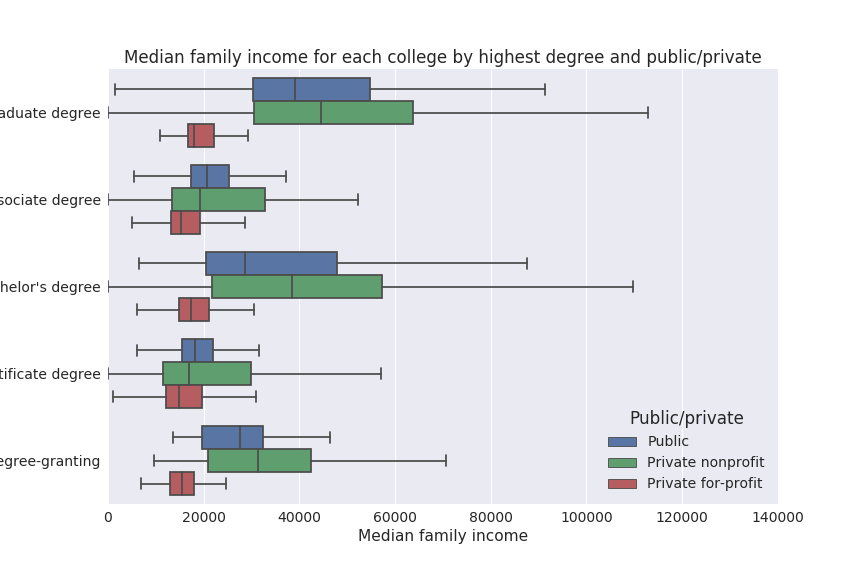 Median family income for each college by highest degree and public/private
aduate degree
sociate degree
helor's degree
tificate degree
egree-granting
Public/private
Public
Private nonprofit
Private for-profit
0 20000 40000 60000 80000 100000 120000 140000
Median family income